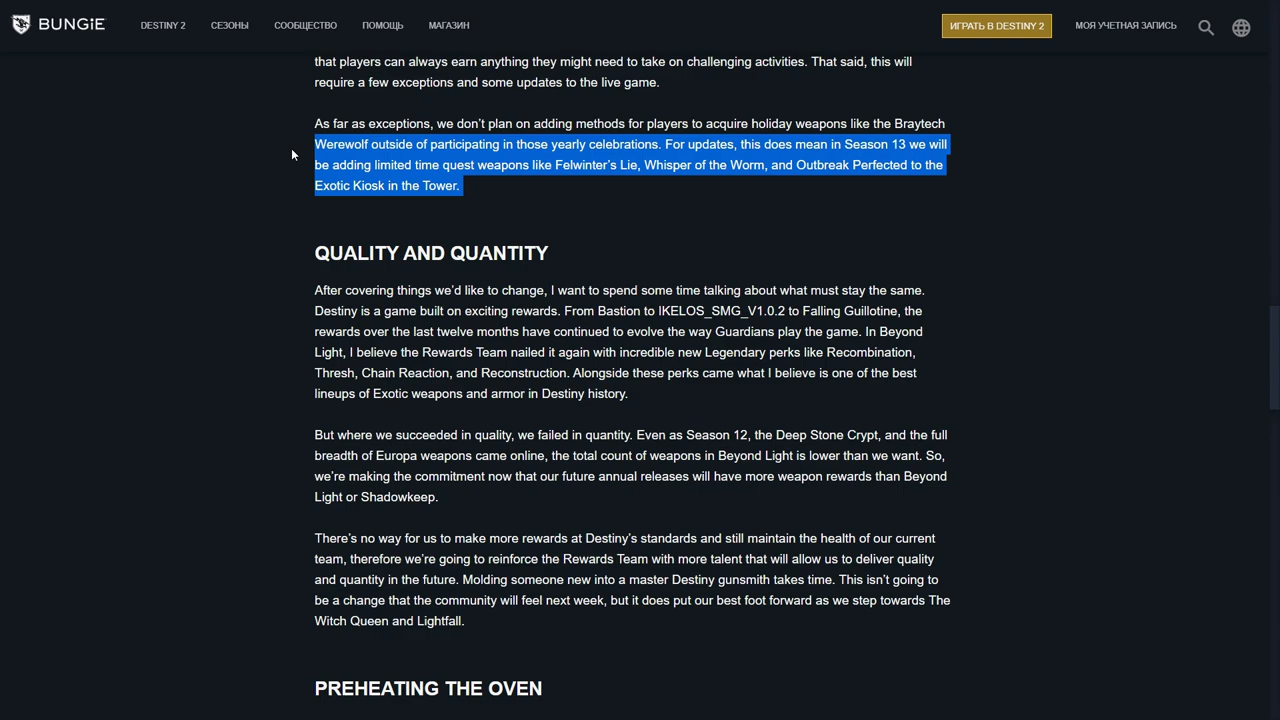 BUNGiE
DESTINY 2
СЕЗОНЫ
СООБЩЕСТВО
ПОМОЩЬ
МАГАЗИН
ИГРАТЬ В DESTINY 2
МОЯ УЧЕТНАЯ ЗАПИСЬ
that players can always earn anything they might need to take on challenging activities. That said, this will
require a few exceptions and some updates to the live game.
As far as exceptions, we don't plan on adding methods for players to acquire holiday weapons like the Braytech
Werewolf outside of participating in those yearly celebrations. For updates, this does mean in Season 13 we will
be adding limited time quest weapons like Felwinter's Lie, Whisper of the Worm, and Outbreak Perfected to the
Exotic Kiosk in the Tower.
QUALITY AND QUANTITY
After covering things we'd like to change, I want to spend some time talking about what must stay the same.
Destiny is a game built on exciting rewards. From Bastion to IKELOS_SMG_V1.0.2 to Falling Guillotine, the
rewards over the last twelve months have continued to evolve the way Guardians play the game. In Beyond
Light, I believe the Rewards Team nailed it again with incredible new Legendary perks like Recombination,
Thresh, Chain Reaction, and Reconstruction. Alongside these perks came what I believe is one of the best
lineups of Exotic weapons and armor in Destiny history.
But where we succeeded in quality, we failed in quantity. Even as Season 12, the Deep Stone Crypt, and the full
breadth of Europa weapons came online, the total count of weapons in Beyond Light is lower than we want. So,
we're making the commitment now that our future annual releases will have more weapon rewards than Beyond
Light or Shadowkeep.
There's no way for us to make more rewards at Destiny's standards and still maintain the health of our current
team, therefore we're going to reinforce the Rewards Team with more talent that will allow us to deliver quality
and quantity in the future. Molding someone new into a master Destiny gunsmith takes time. This isn't going to
be a change that the community will feel next week, but it does put our best foot forward as we step towards The
Witch Queen and Lightfall.
PREHEATING THE OVEN